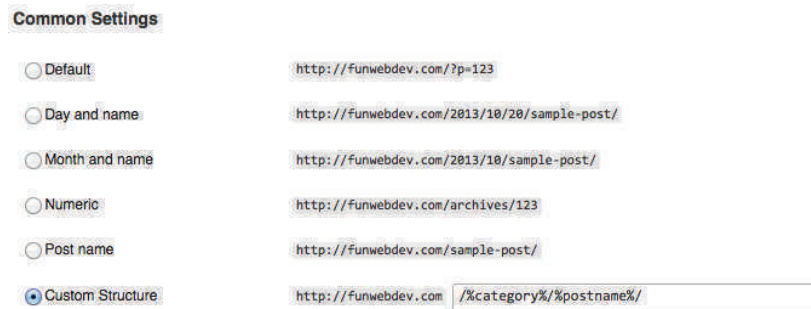 Common Settings
Default http://funwebdev.com/?p=123
Day and name http://funwebdev.com/2013/10/20/sample-post/
Month and name http://funwebdev.com/2013/10/sample-post/
Numeric http://funwebdev.com/archives/123
Post name http://funwebdev.com/sample-post/
Custom Structure http://funwebdev.com /%category%/%postname%/